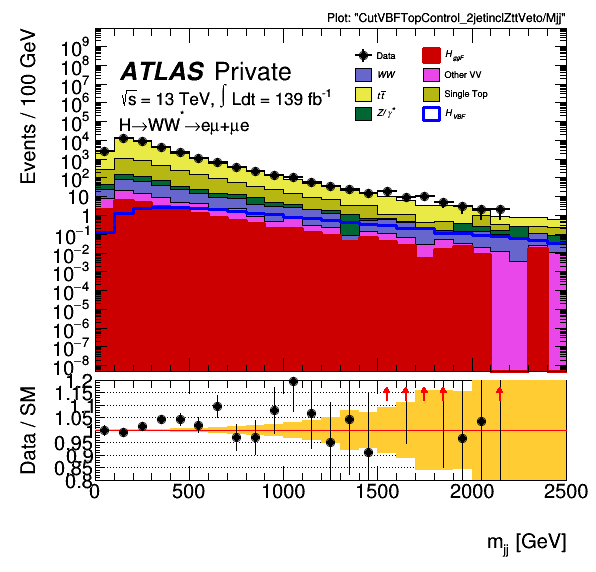 Plot: "CutVBFTopControl_2jetinclZttVeto/Mjj"
Events / 100 GeV
10⁹
10⁸
10⁷
10⁶
10⁵
10⁴
10³
10²
10
1
10⁻¹
10⁻²
10⁻³
10⁻⁴
10⁻⁵
10⁻⁶
10⁻⁷
10⁻⁸
ATLAS Private
√s = 13 TeV, ∫ Ldt = 139 fb⁻¹
H→WW*→eμ+μe
Data
H_ggF
WW
Other VV
tt̄
Single Top
Z/γ*
H_VBF
Data / SM
1.2
1.15
1.1
1.05
1
0.95
0.9
0.85
0.8
0 500 1000 1500 2000 2500
m_jj [GeV]